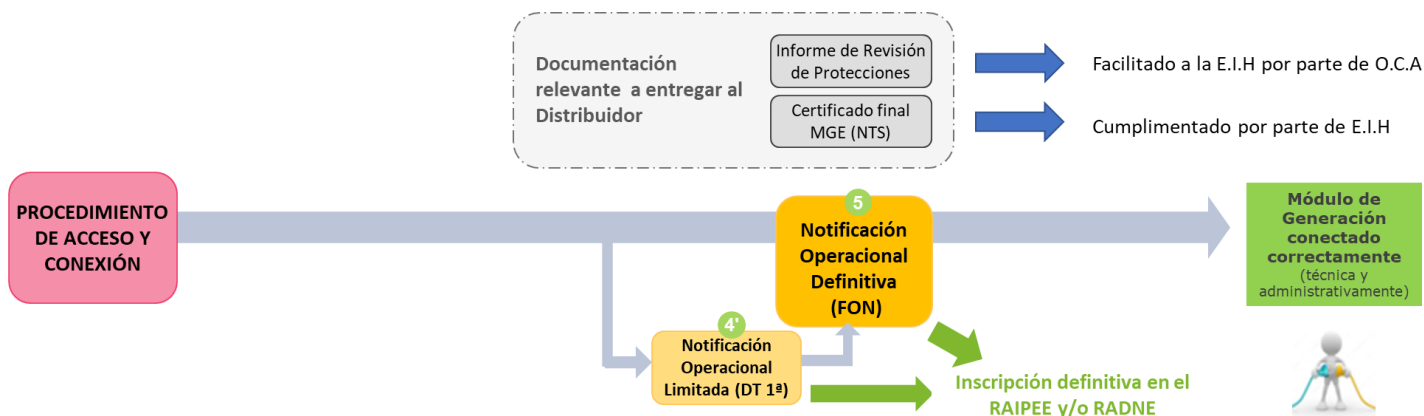 Documentación
relevante a entregar al
Distribuidor
Informe de Revisión
de Protecciones
Certificado final
MGE (NTS)
Facilitado a la E.I.H por parte de O.C.A
Cumplimentado por parte de E.I.H
PROCEDIMIENTO
DE ACCESO Y
CONEXIÓN
5
Notificación
Operacional
Definitiva
(FON)
Módulo de
Generación
conectado
correctamente
(técnica y
administrativamente)
4'
Notificación
Operacional
Limitada (DT 1ª)
Inscripción definitiva en el
RAIPEE y/o RADNE